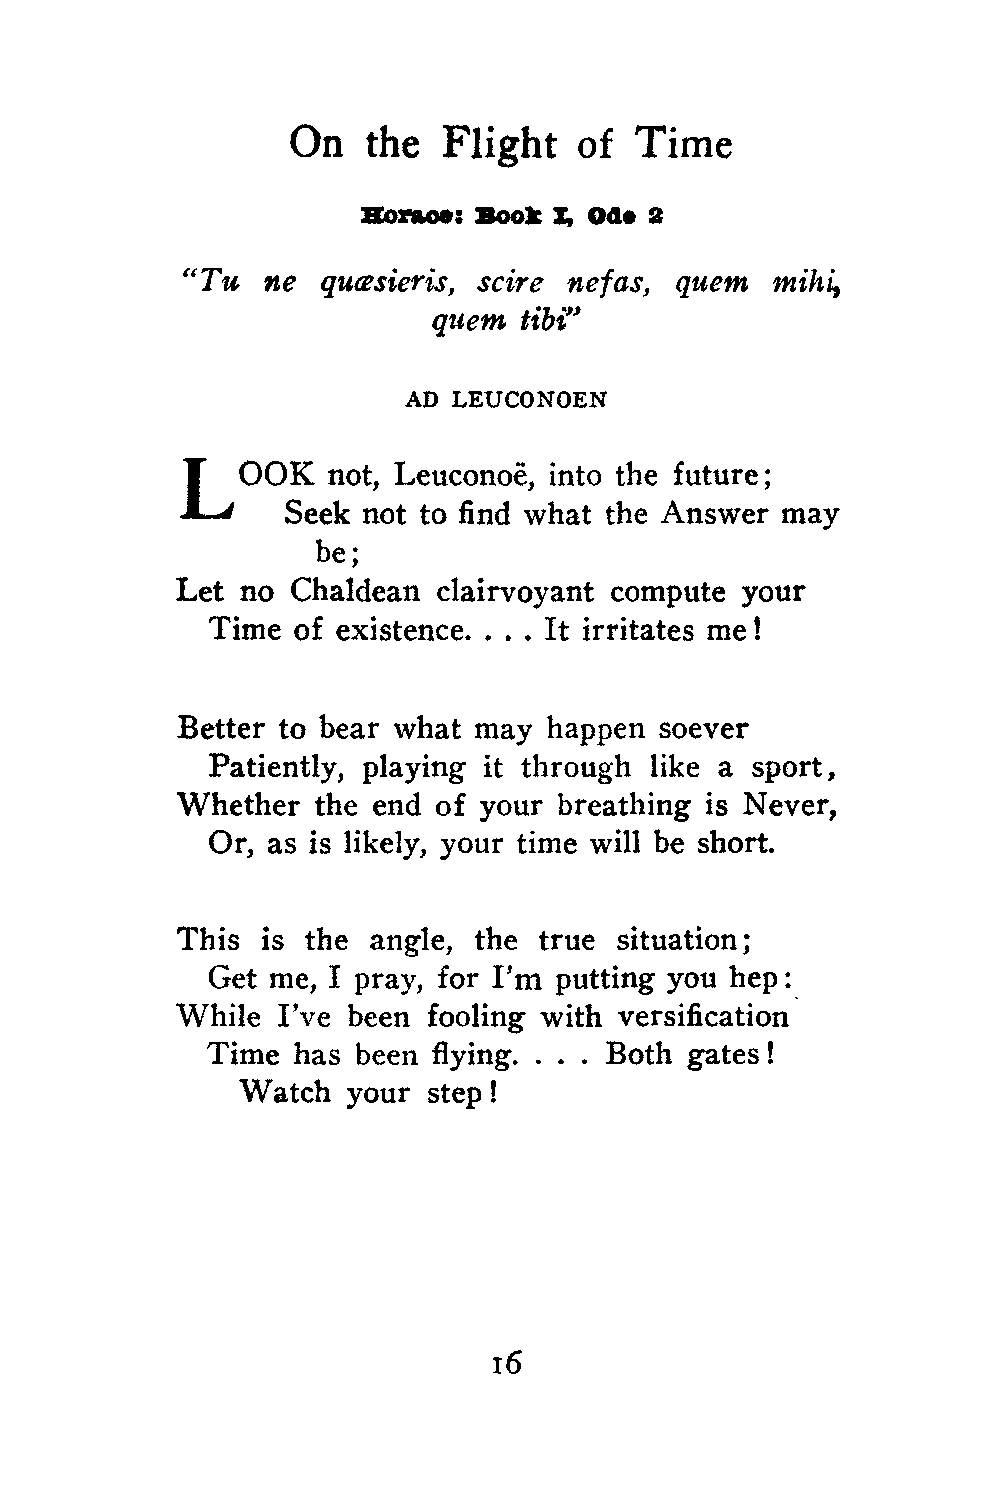 On the Flight of Time
Horace: Book I, Ode 2
"Tu ne quæsieris, scire nefas, quem mihi,
quem tibi"
AD LEUCONOEN
LOOK not, Leuconoë, into the future;
Seek not to find what the Answer may
be;
Let no Chaldean clairvoyant compute your
Time of existence. . . . It irritates me!
Better to bear what may happen soever
Patiently, playing it through like a sport,
Whether the end of your breathing is Never,
Or, as is likely, your time will be short.
This is the angle, the true situation;
Get me, I pray, for I'm putting you hep:
While I've been fooling with versification
Time has been flying. . . . Both gates!
Watch your step!
16